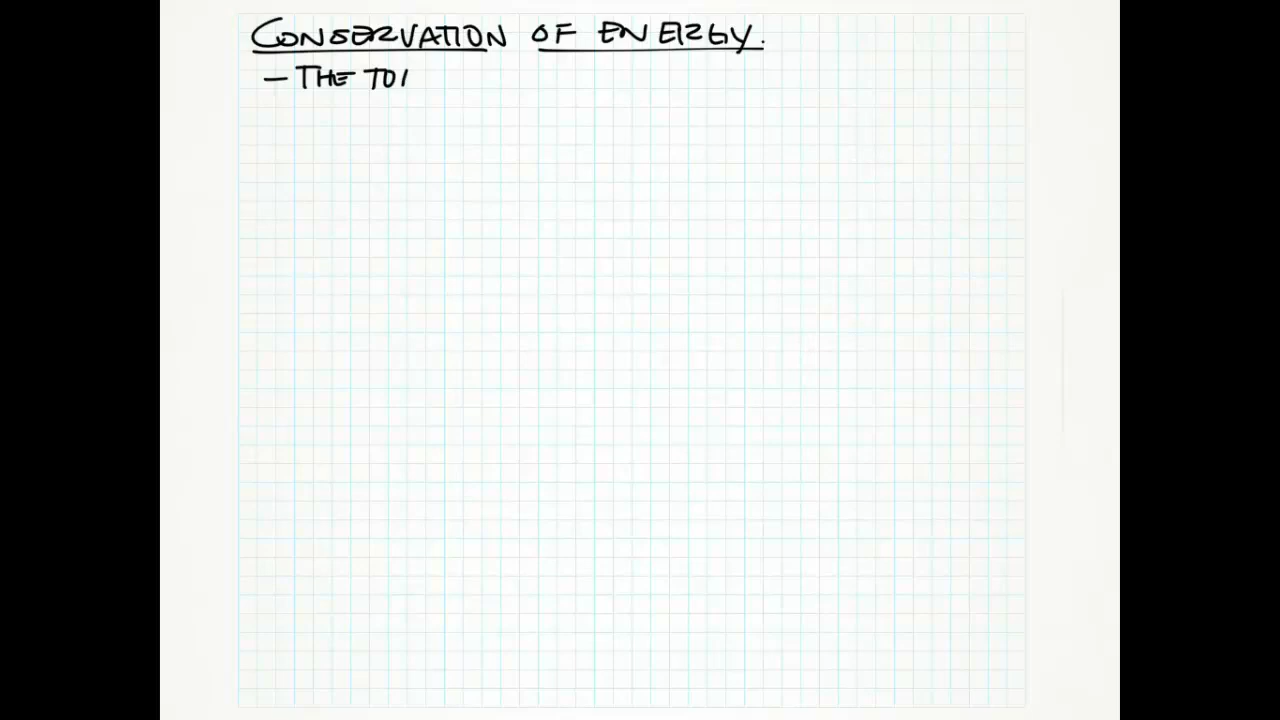 CONSERVATION OF ENERGY.
- THE TO